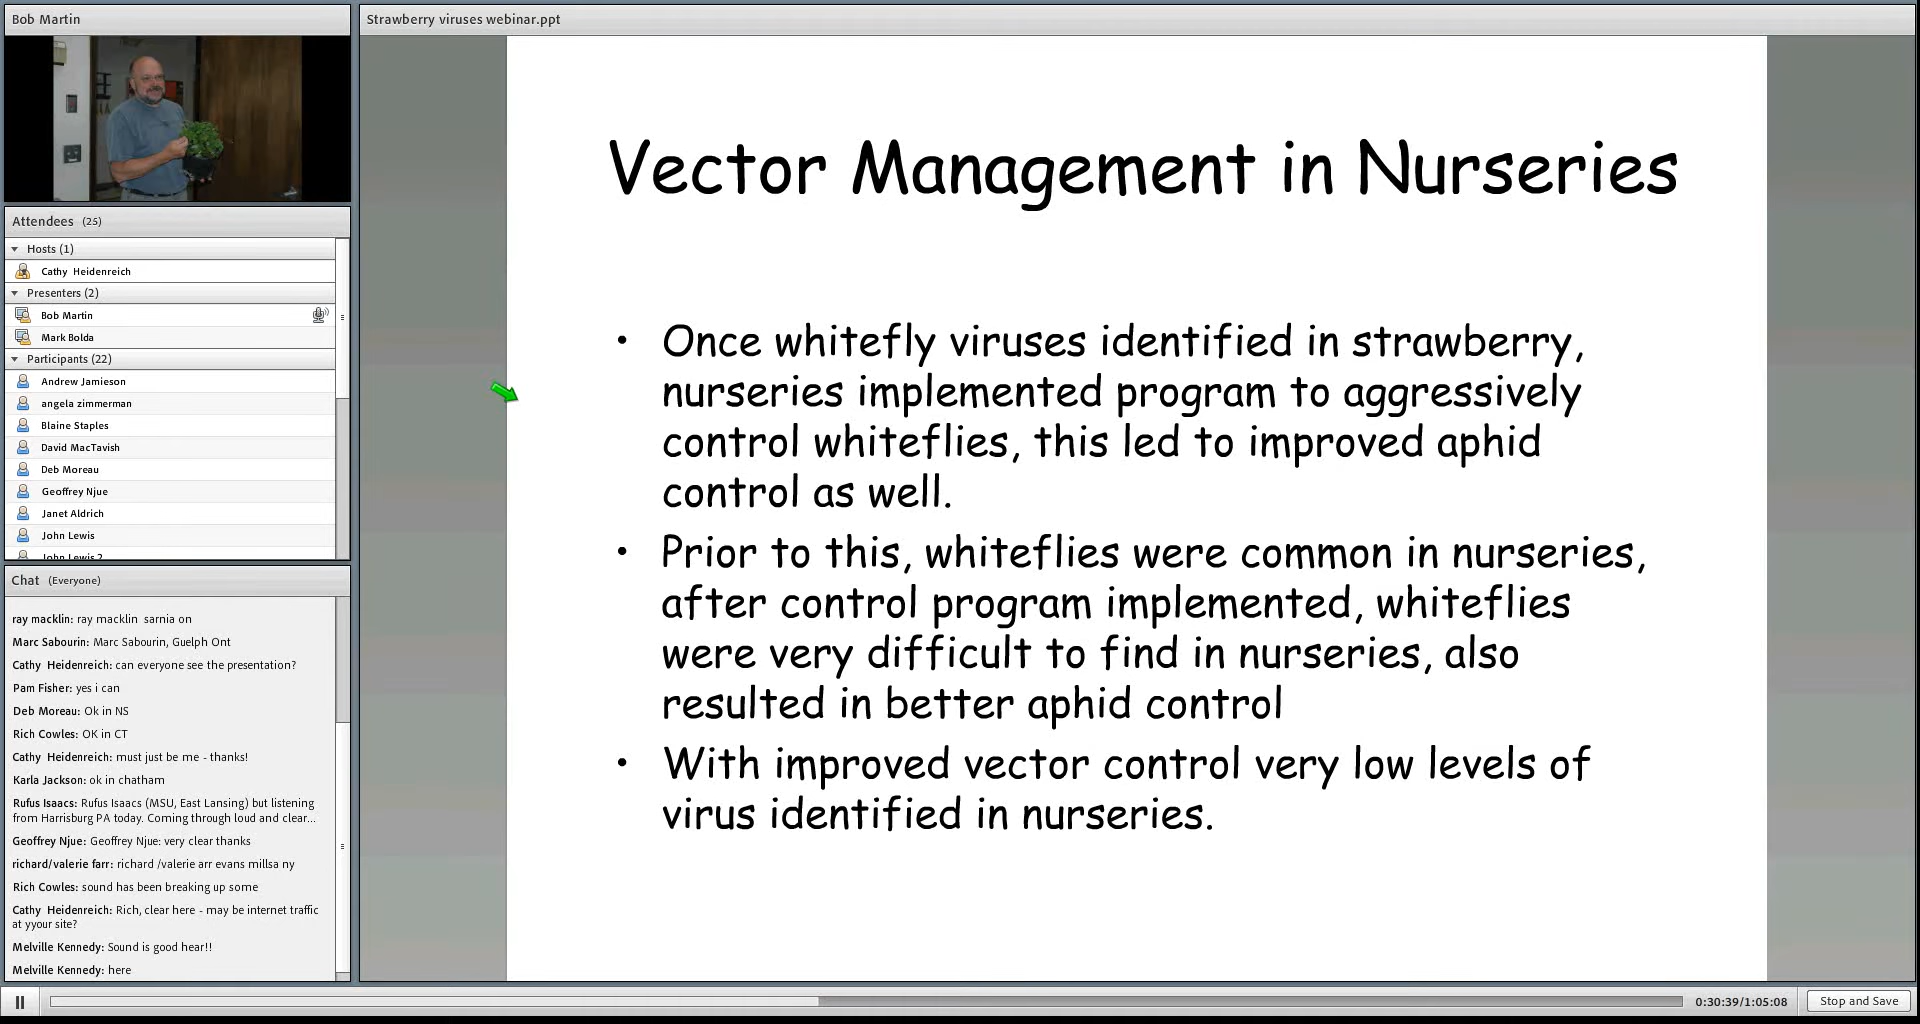 Bob Martin
Strawberry viruses webinar.ppt
Attendees (25)
Hosts (1)
Cathy Heidenreich
Presenters (2)
Bob Martin
Mark Bolda
Participants (22)
Andrew Jamieson
angela zimmerman
Blaine Staples
David MacTavish
Deb Moreau
Geoffrey Njue
Janet Aldrich
John Lewis
John Lewis 2
Chat (Everyone)
ray macklin: ray macklin sarnia on
Marc Sabourin: Marc Sabourin, Guelph Ont
Cathy Heidenreich: can everyone see the presentation?
Pam Fisher: yes i can
Deb Moreau: Ok in NS
Rich Cowles: OK in CT
Cathy Heidenreich: must just be me - thanks!
Karla Jackson: ok in chatham
Rufus Isaacs: Rufus Isaacs (MSU, East Lansing) but listening
from Harrisburg PA today. Coming through loud and clear...
Geoffrey Njue: Geoffrey Njue: very clear thanks
richard/valerie farr: richard /valerie arr evans millsa ny
Rich Cowles: sound has been breaking up some
Cathy Heidenreich: Rich, clear here - may be internet traffic
at yyour site?
Melville Kennedy: Sound is good hear!!
Melville Kennedy: here
Vector Management in Nurseries
• Once whitefly viruses identified in strawberry,
nurseries implemented program to aggressively
control whiteflies, this led to improved aphid
control as well.
• Prior to this, whiteflies were common in nurseries,
after control program implemented, whiteflies
were very difficult to find in nurseries, also
resulted in better aphid control
• With improved vector control very low levels of
virus identified in nurseries.
0:30:39/1:05:08
Stop and Save